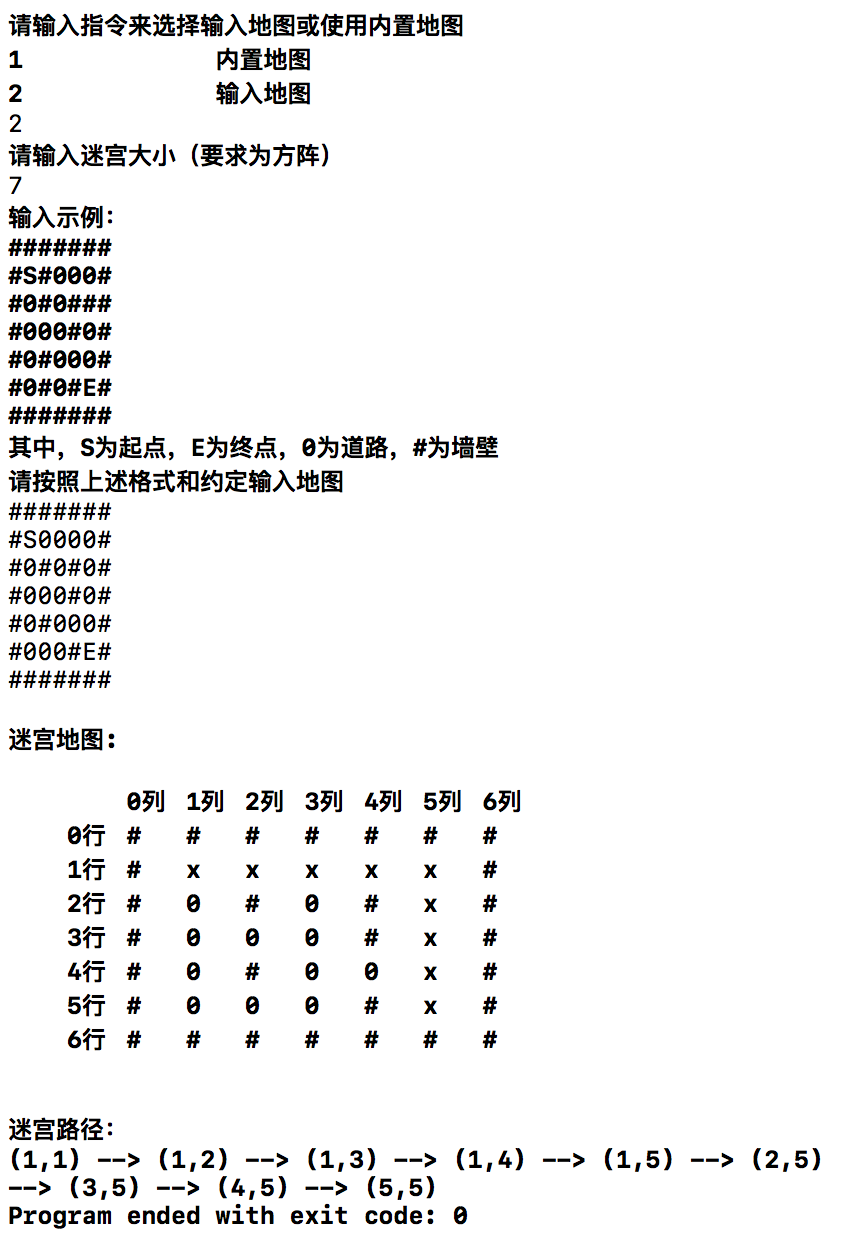 请输入指令来选择输入地图或使用内置地图
1 内置地图
2 输入地图
2
请输入迷宫大小（要求为方阵）
7
输入示例：
#######
#S#000#
#0#0###
#000#0#
#0#000#
#0#0#E#
#######
其中，S为起点，E为终点，0为道路，#为墙壁
请按照上述格式和约定输入地图
#######
#S0000#
#0#0#0#
#000#0#
#0#000#
#000#E#
#######
迷宫地图:
0列 1列 2列 3列 4列 5列 6列
0行 # # # # # # #
1行 # x x x x x #
2行 # 0 # 0 # x #
3行 # 0 0 0 # x #
4行 # 0 # 0 0 x #
5行 # 0 0 0 # x #
6行 # # # # # # #
迷宫路径：
(1,1) --> (1,2) --> (1,3) --> (1,4) --> (1,5) --> (2,5)
--> (3,5) --> (4,5) --> (5,5)
Program ended with exit code: 0